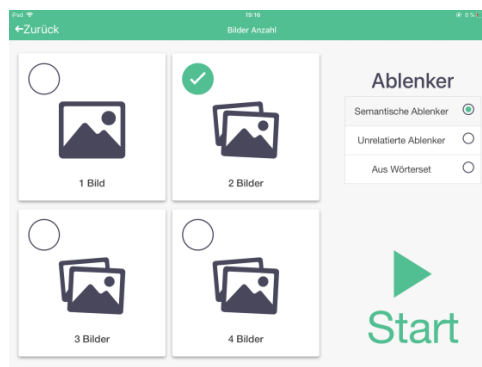 iPad
19:16
8 %
←Zurück
Bilder Anzahl
1 Bild
2 Bilder
3 Bilder
4 Bilder
Ablenker
Semantische Ablenker
Unrelatierte Ablenker
Aus Wörterset
Start